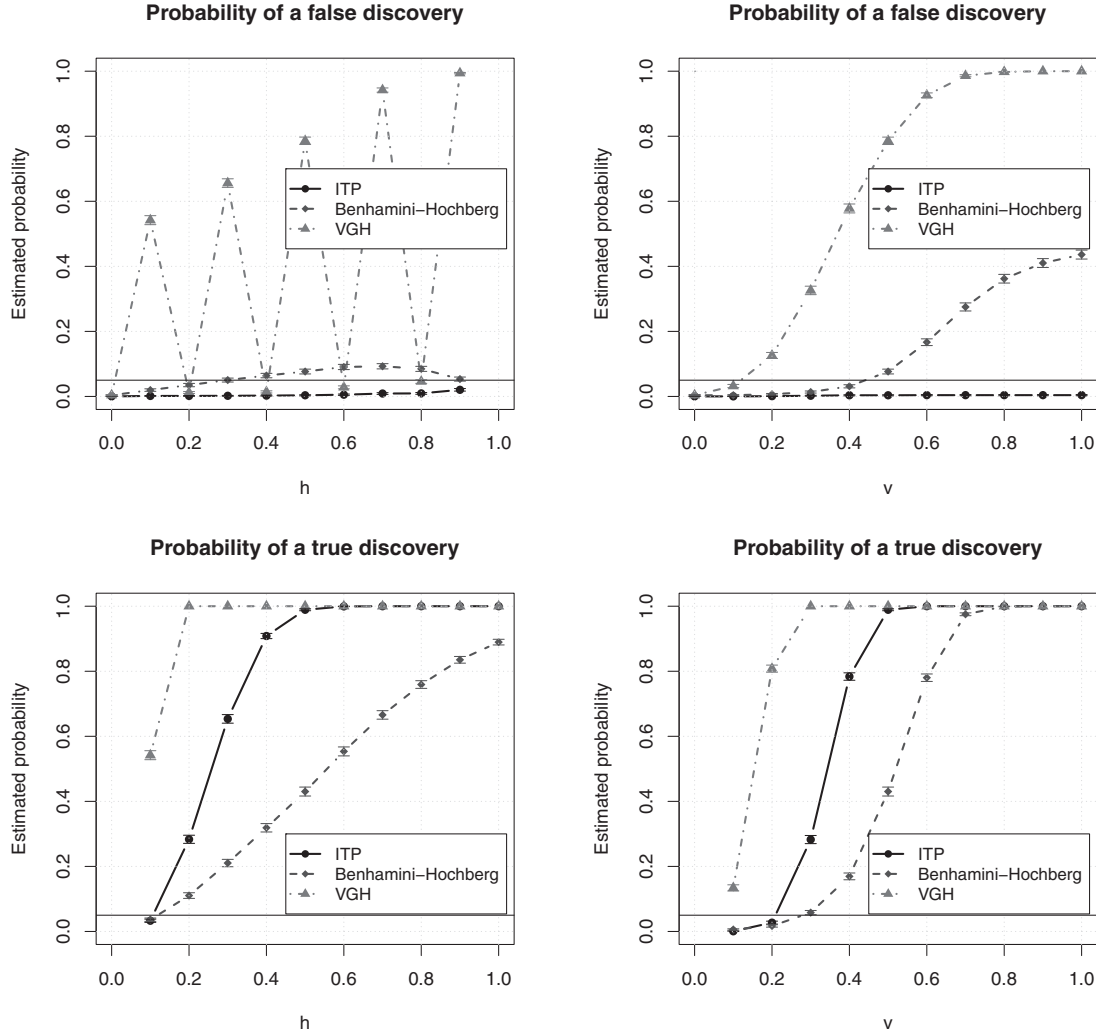 Probability of a false discovery
Estimated probability
1.0
0.8
0.6
0.4
0.2
0.0
ITP
Benhamini−Hochberg
VGH
0.0 0.2 0.4 0.6 0.8 1.0
h
Probability of a false discovery
Estimated probability
1.0
0.8
0.6
0.4
0.2
0.0
ITP
Benhamini−Hochberg
VGH
0.0 0.2 0.4 0.6 0.8 1.0
v
Probability of a true discovery
Estimated probability
1.0
0.8
0.6
0.4
0.2
0.0
ITP
Benhamini−Hochberg
VGH
0.0 0.2 0.4 0.6 0.8 1.0
h
Probability of a true discovery
Estimated probability
1.0
0.8
0.6
0.4
0.2
0.0
ITP
Benhamini−Hochberg
VGH
0.0 0.2 0.4 0.6 0.8 1.0
v